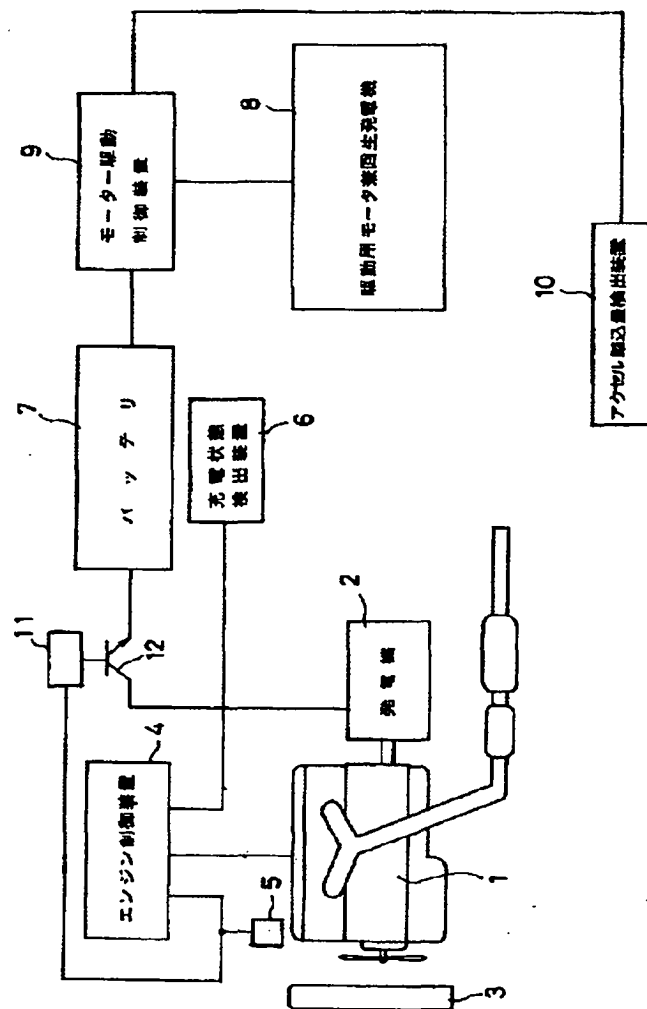 11
12
7
バッテリ
9
モーター駆動
制御装置
4
エンジン制御装置
6
充電状態
検出装置
8
駆動用モータ兼回生発電機
5
2
発電機
10
アクセル踏込量検出装置
1
3